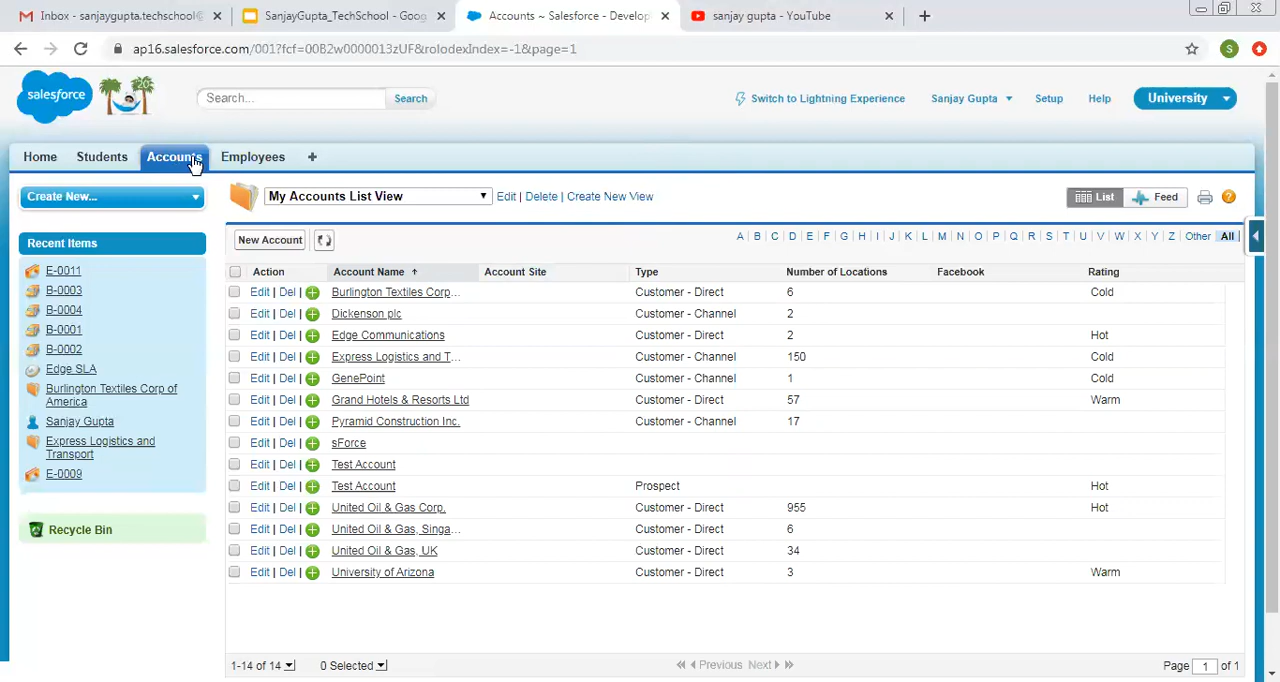 Inbox - sanjaygupta.techschool@ SanjayGupta_TechSchool - Goog Accounts ~ Salesforce - Develop sanjay gupta - YouTube
ap16.salesforce.com/001?fcf=00B2w0000013zUF&rolodexIndex=-1&page=1 S
salesforce 20 Search... Search Switch to Lightning Experience Sanjay Gupta Setup Help University
Home Students Accounts Employees +
Create New... My Accounts List View Edit | Delete | Create New View List Feed
Recent Items New Account A B C D E F G H I J K L M N O P Q R S T U V W X Y Z Other All
Action Account Name Account Site Type Number of Locations Facebook Rating
Edit | Del | Burlington Textiles Corp... Customer - Direct 6 Cold
Edit | Del | Dickenson plc Customer - Channel 2
Edit | Del | Edge Communications Customer - Direct 2 Hot
Edit | Del | Express Logistics and T... Customer - Channel 150 Cold
Edit | Del | GenePoint Customer - Channel 1 Cold
Edit | Del | Grand Hotels & Resorts Ltd Customer - Direct 57 Warm
Edit | Del | Pyramid Construction Inc. Customer - Channel 17
Edit | Del | sForce
Edit | Del | Test Account
Edit | Del | Test Account Prospect Hot
Edit | Del | United Oil & Gas Corp. Customer - Direct 955 Hot
Edit | Del | United Oil & Gas, Singa... Customer - Direct 6
Edit | Del | United Oil & Gas, UK Customer - Direct 34
Edit | Del | University of Arizona Customer - Direct 3 Warm
E-0011
B-0003
B-0004
B-0001
B-0002
Edge SLA
Burlington Textiles Corp of
America
Sanjay Gupta
Express Logistics and
Transport
E-0009
Recycle Bin
1-14 of 14 0 Selected Previous Next Page 1 of 1